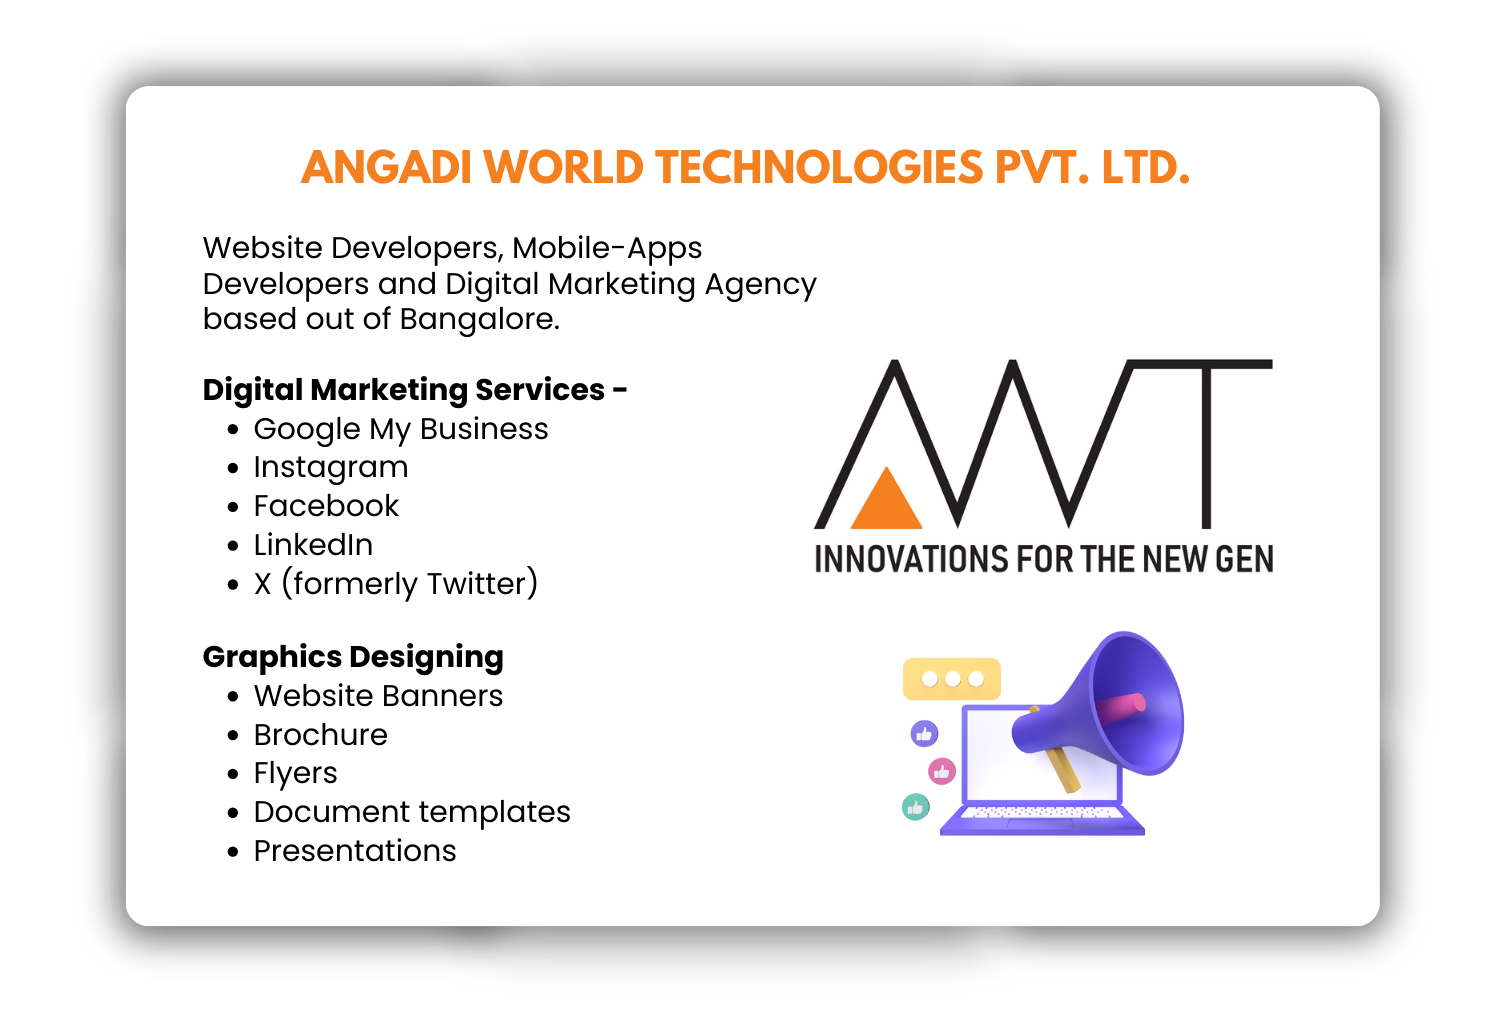 ANGADI WORLD TECHNOLOGIES PVT. LTD.
Website Developers, Mobile-Apps
Developers and Digital Marketing Agency
based out of Bangalore.
Digital Marketing Services -
• Google My Business
• Instagram
• Facebook
• LinkedIn
• X (formerly Twitter)
Graphics Designing
• Website Banners
• Brochure
• Flyers
• Document templates
• Presentations
AWT
INNOVATIONS FOR THE NEW GEN